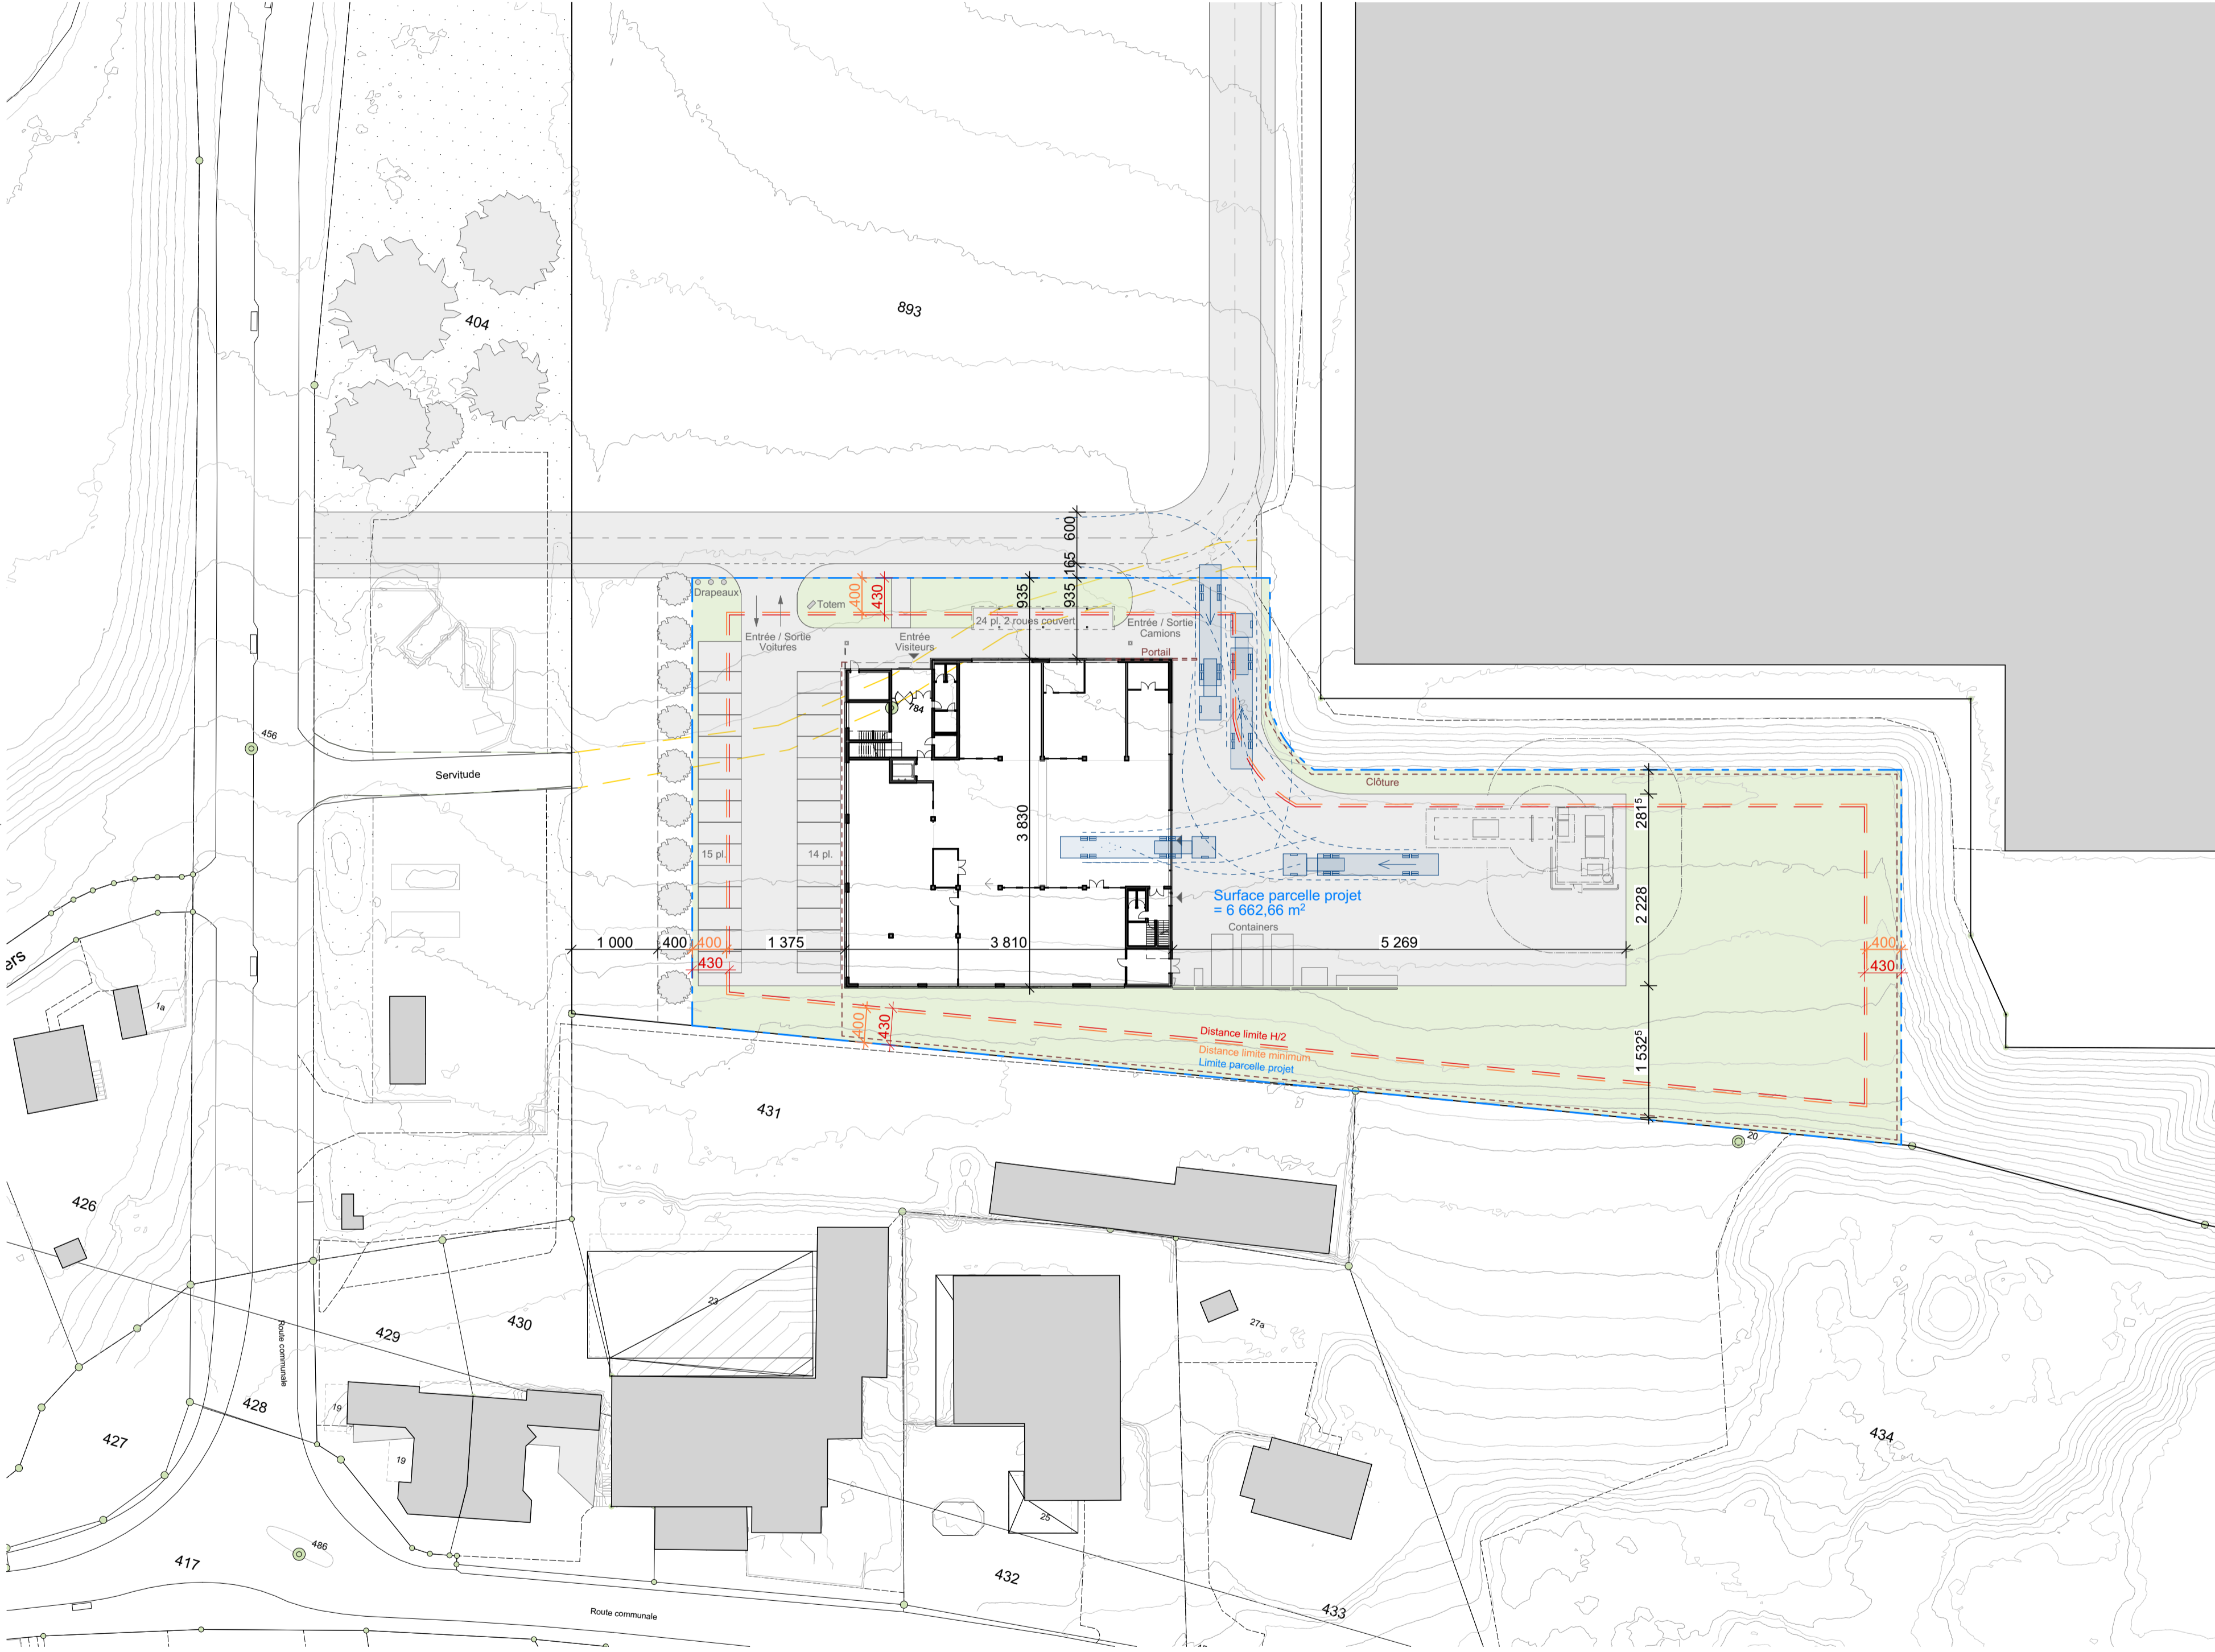 893
404
600
165
935
935
400
430
Drapeaux
Totem
24 pl. 2 roues couvert
Entrée / Sortie
Voitures
Entrée
Visiteurs
Entrée / Sortie
Camions
Portail
784
456
Servitude
Clôture
281⁵
3 830
15 pl.
14 pl.
Surface parcelle projet
= 6 662,66 m²
2 228
Containers
1 000
400
400
1 375
3 810
5 269
400
430
430
ers
1a
400
430
Distance limite H/2
Distance limite minimum
Limite parcelle projet
1 532⁵
431
20
426
23
27a
430
429
Route communale
428
19
19
427
434
25
486
417
432
433
Route communale